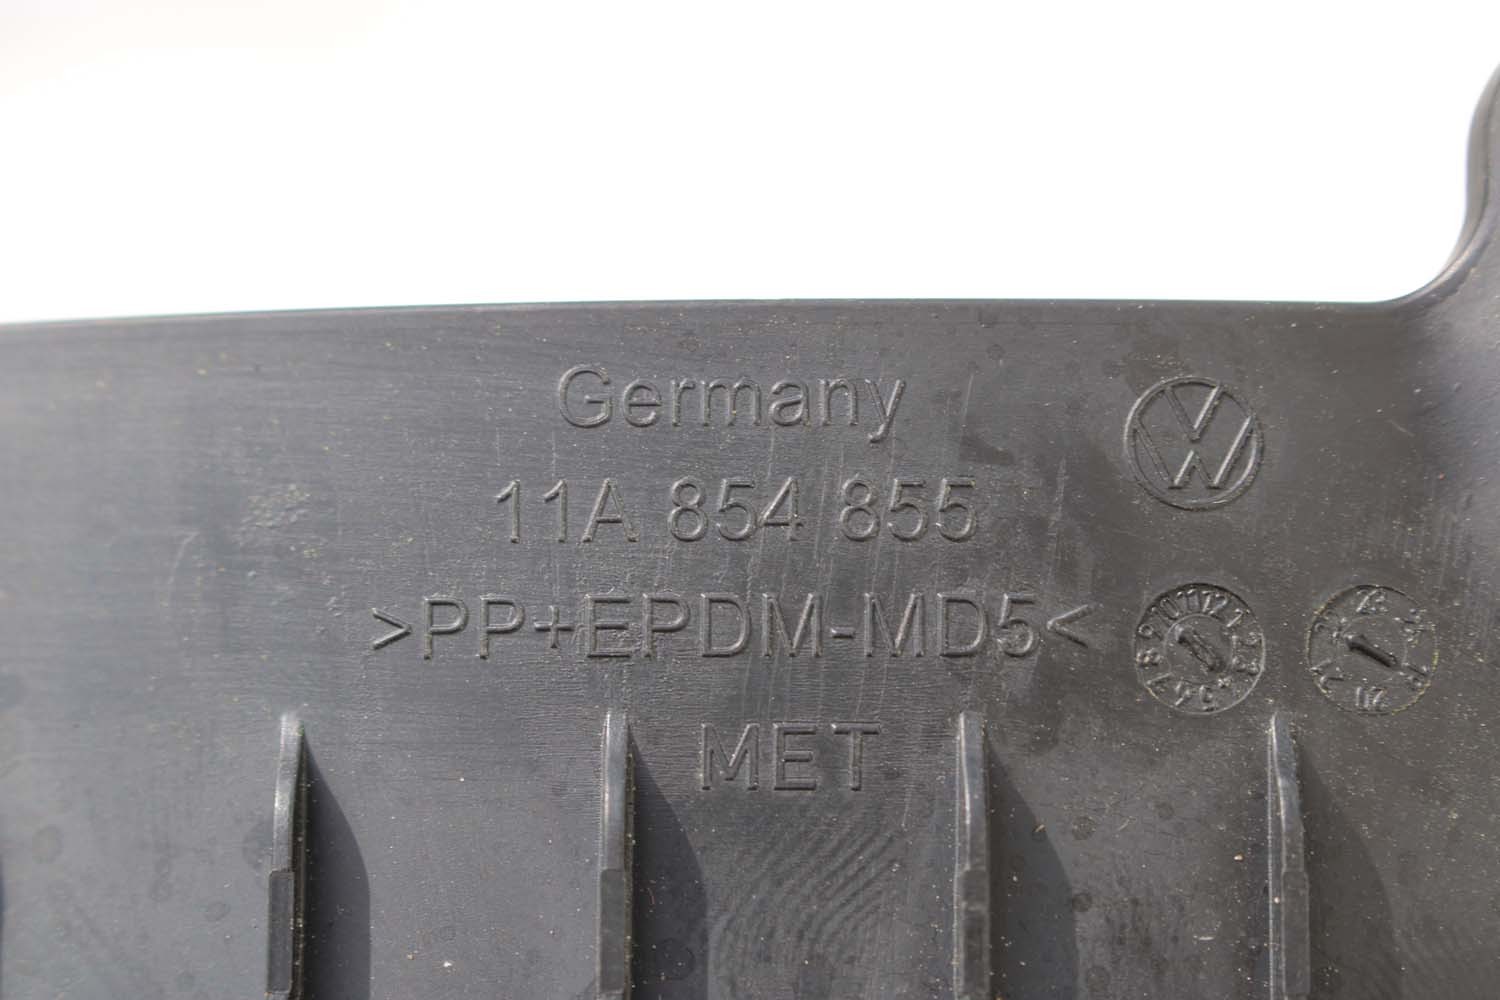 Germany
11A 854 855
>PP+EPDM-MD5<
MET